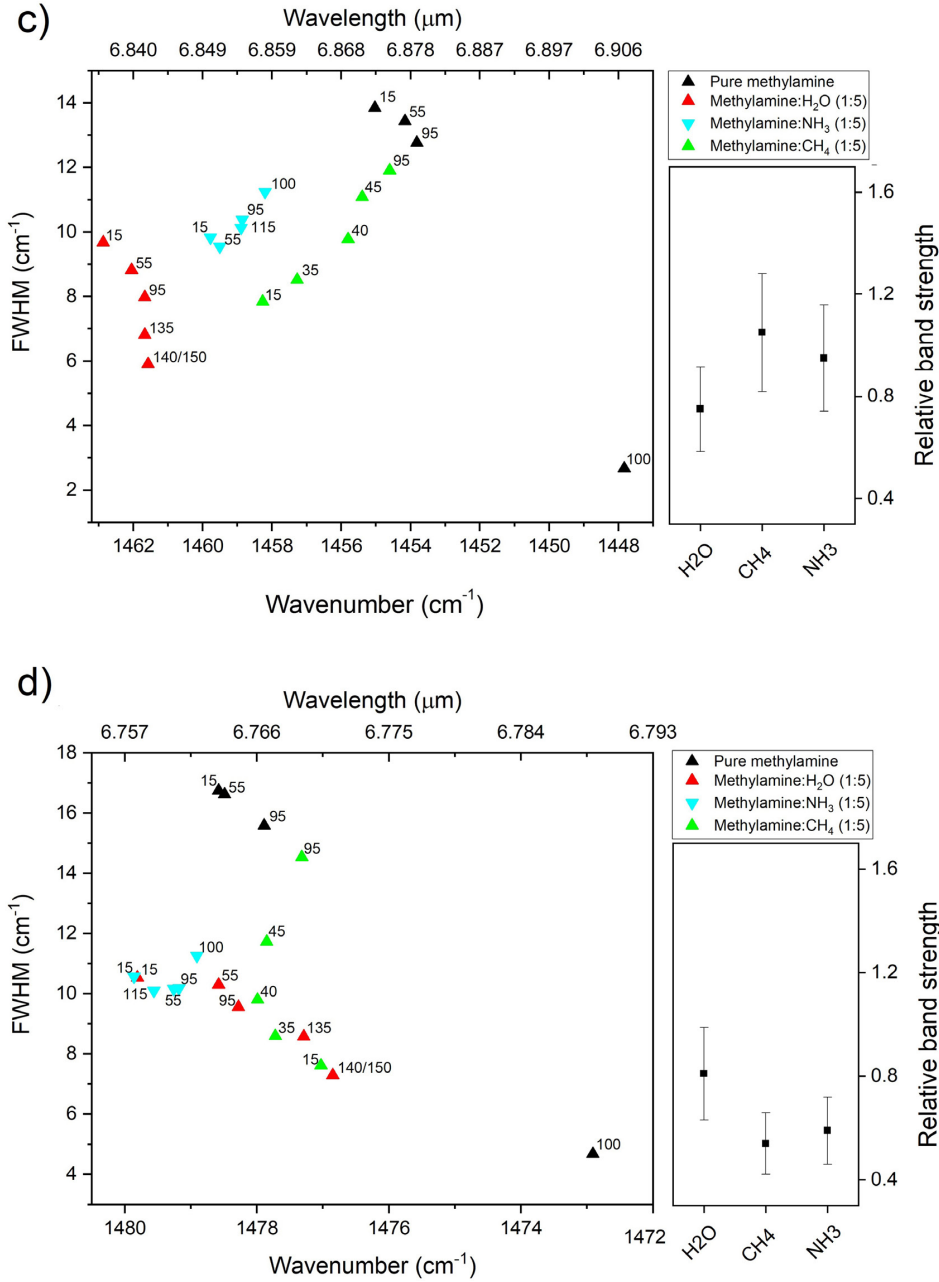 c)
Wavelength (μm)
6.840 6.849 6.859 6.868 6.878 6.887 6.897 6.906
Pure methylamine
Methylamine:H₂O (1:5)
Methylamine:NH₃ (1:5)
Methylamine:CH₄ (1:5)
FWHM (cm⁻¹)
14
12
10
8
6
4
2
15
55
95
95
45
100
95
115
15
55
40
15
55
95
35
15
135
140/150
100
1462 1460 1458 1456 1454 1452 1450 1448
Wavenumber (cm⁻¹)
1.6
1.2
0.8
0.4
Relative band strength
H2O CH4 NH3
d)
Wavelength (μm)
6.757 6.766 6.775 6.784 6.793
Pure methylamine
Methylamine:H₂O (1:5)
Methylamine:NH₃ (1:5)
Methylamine:CH₄ (1:5)
FWHM (cm⁻¹)
18
16
14
12
10
8
6
4
15 55
95
95
45
100
15 15
115
55
95
55
95
40
35
135
15
140/150
100
1480 1478 1476 1474 1472
Wavenumber (cm⁻¹)
1.6
1.2
0.8
0.4
Relative band strength
H2O CH4 NH3